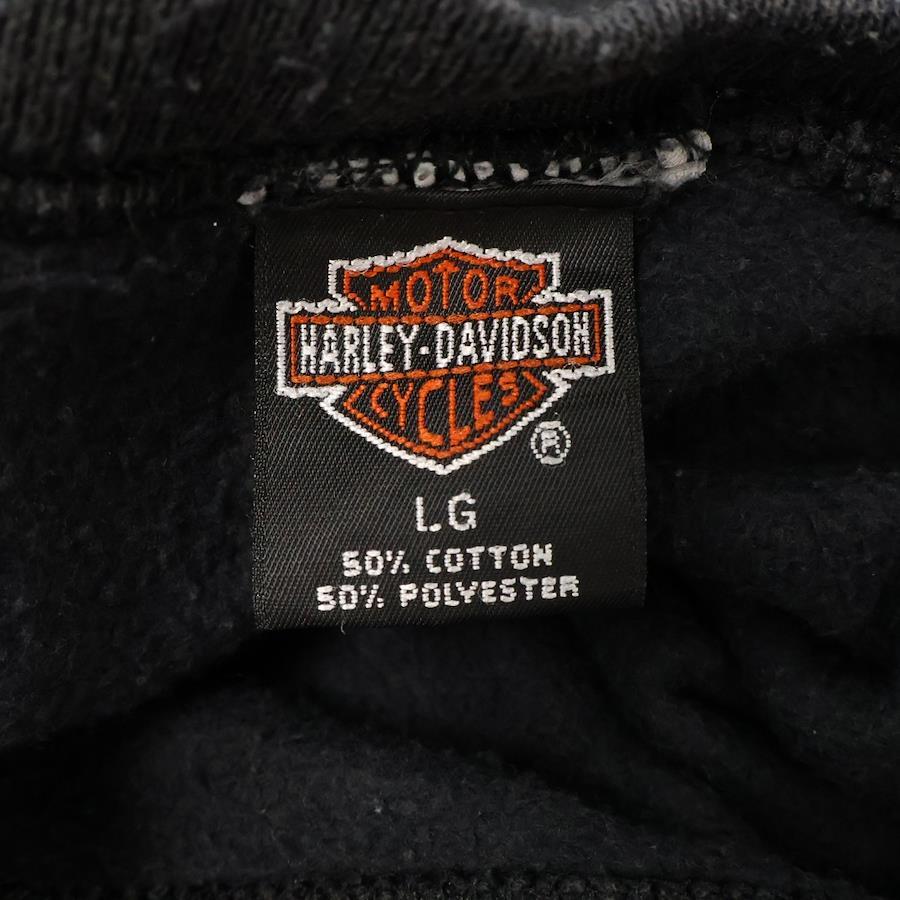 MOTOR
HARLEY-DAVIDSON
CYCLES
®
LG
50% COTTON
50% POLYESTER